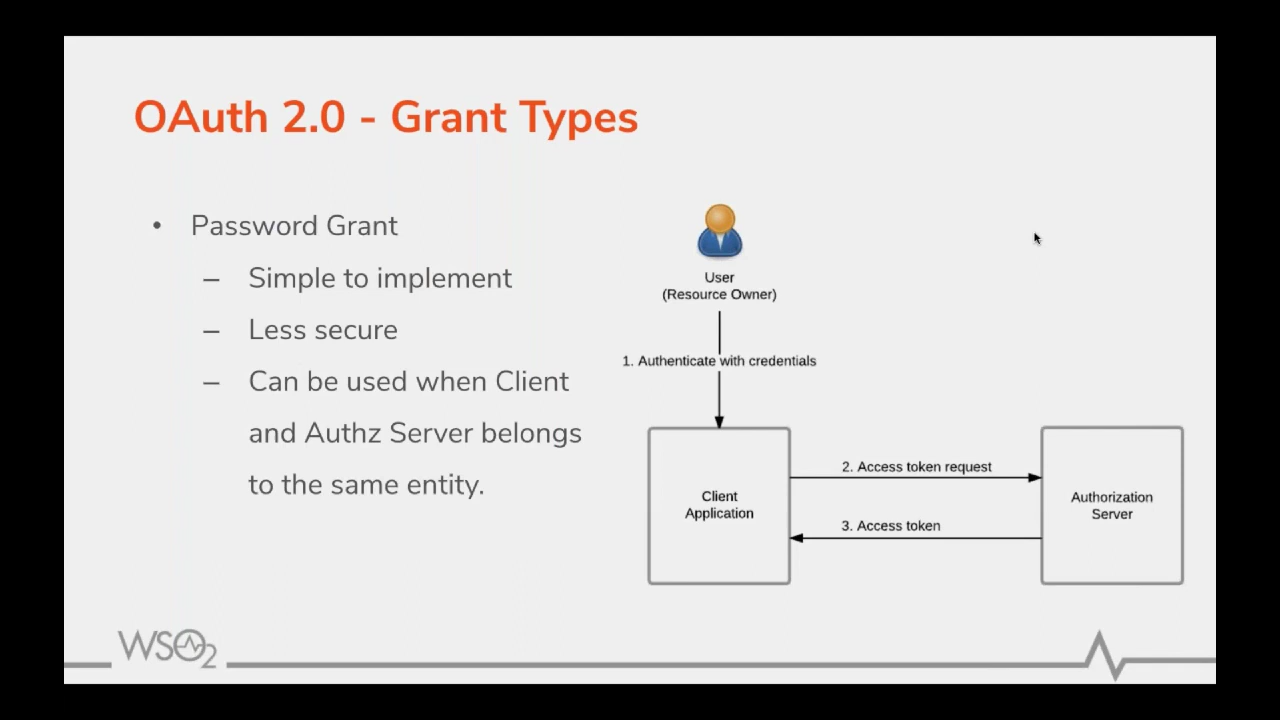 OAuth 2.0 - Grant Types
• Password Grant
– Simple to implement
– Less secure
– Can be used when Client
and Authz Server belongs
to the same entity.
User
(Resource Owner)
1. Authenticate with credentials
Client
Application
2. Access token request
3. Access token
Authorization
Server
WSO2